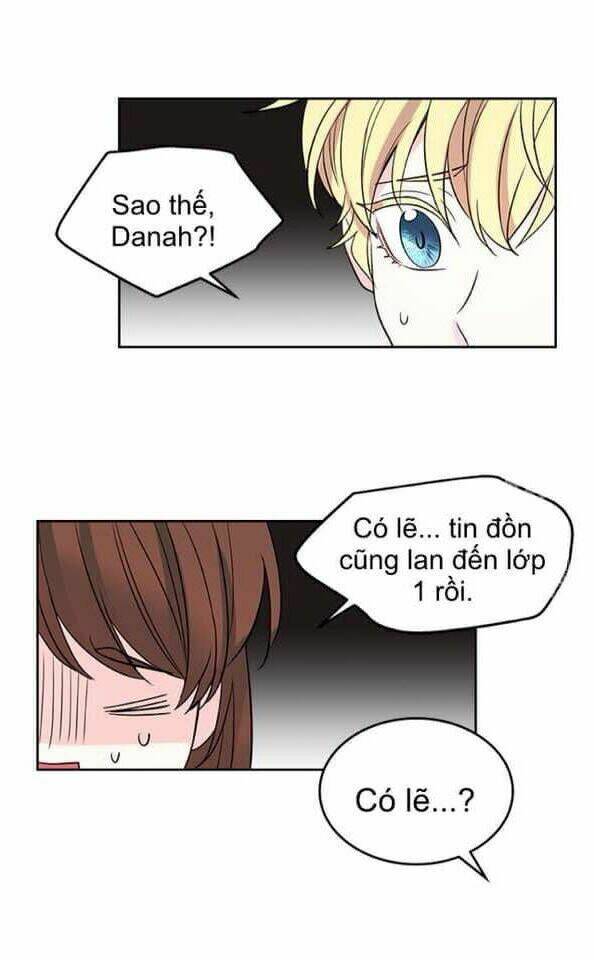 Sao thế,
Danah?!
Có lẽ... tin đồn
cũng lan đến lớp
1 rồi.
Có lẽ...?